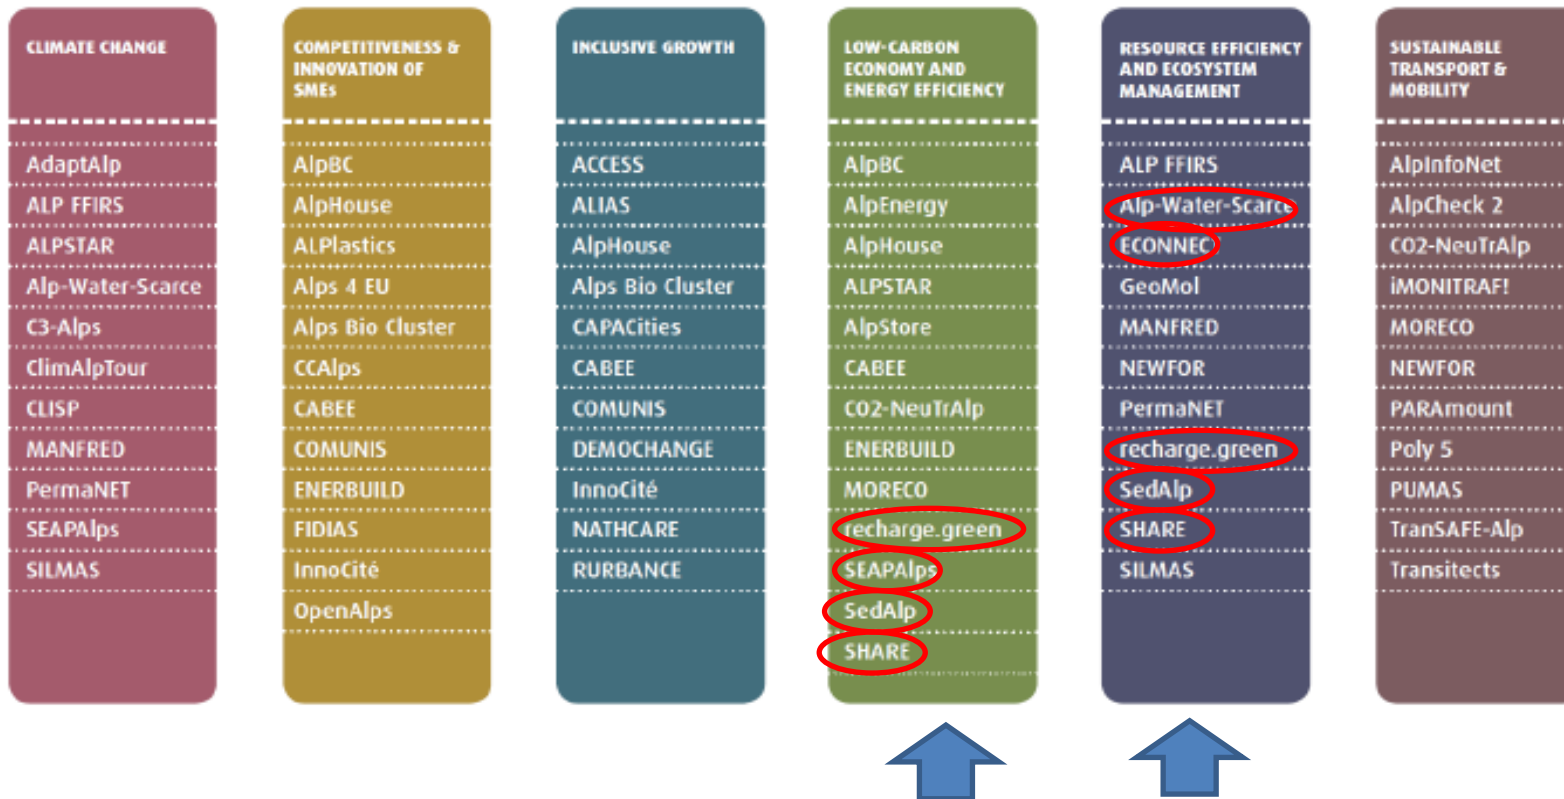 CLIMATE CHANGE
AdaptAlp
ALP FFIRS
ALPSTAR
Alp-Water-Scarce
C3-Alps
ClimAlpTour
CLISP
MANFRED
PermaNET
SEAPAlps
SILMAS
COMPETITIVENESS &
INNOVATION OF
SMEs
AlpBC
AlpHouse
ALPlastics
Alps 4 EU
Alps Bio Cluster
CCAlps
CABEE
COMUNIS
ENERBUILD
FIDIAS
InnoCité
OpenAlps
INCLUSIVE GROWTH
ACCESS
ALIAS
AlpHouse
Alps Bio Cluster
CAPACities
CABEE
COMUNIS
DEMOCHANGE
InnoCité
NATHCARE
RURBANCE
LOW-CARBON
ECONOMY AND
ENERGY EFFICIENCY
AlpBC
AlpEnergy
AlpHouse
ALPSTAR
AlpStore
CABEE
CO2-NeuTrAlp
ENERBUILD
MORECO
recharge.green
SEAPAlps
SedAlp
SHARE
RESOURCE EFFICIENCY
AND ECOSYSTEM
MANAGEMENT
ALP FFIRS
Alp-Water-Scarce
ECONNECT
GeoMol
MANFRED
NEWFOR
PermaNET
recharge.green
SedAlp
SHARE
SILMAS
SUSTAINABLE
TRANSPORT &
MOBILITY
AlpInfoNet
AlpCheck 2
CO2-NeuTrAlp
iMONITRAF!
MORECO
NEWFOR
PARAmount
Poly 5
PUMAS
TranSAFE-Alp
Transitects